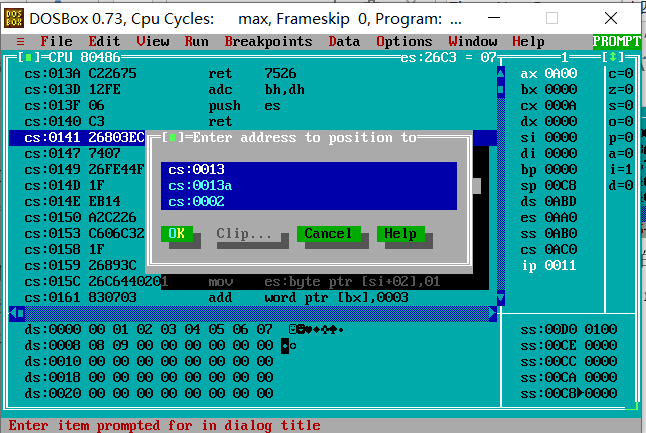 DOS
BOX
DOSBox 0.73, Cpu Cycles: max, Frameskip 0, Program: ...
≡ File Edit View Run Breakpoints Data Options Window Help PROMPT
[■]=CPU 80486 es:26C3 = 07 1=[↕]
cs:013A C22675 ret 7526 ax 0A00 c=0
cs:013D 12FE adc bh,dh bx 0000 z=0
cs:013F 06 push es cx 000A s=0
cs:0140 C3 ret dx 0000 o=0
cs:0141 26803EC si 0000 p=0
cs:0147 7407 di 0000 a=0
cs:0149 26FE44F bp 0000 i=1
cs:014D 1F sp 00C8 d=0
cs:014E EB14 ds 0ABD
cs:0150 A2C226 es 0AA0
cs:0153 C606C32 ss 0AB0
cs:0158 1F cs 0AC0
cs:0159 26893C ip 0011
cs:015C 26C6440201 mov es:byte ptr [si+02],01
cs:0161 830703 add word ptr [bx],0003
[■]=Enter address to position to
cs:0013
cs:0013a
cs:0002
OK Clip... Cancel Help
ds:0000 00 01 02 03 04 05 06 07 ☺☻♥♦♣♠• ss:00D0 0100
ds:0008 08 09 00 00 00 00 00 00 ◘○ ss:00CE 0000
ds:0010 00 00 00 00 00 00 00 00 ss:00CC 0000
ds:0018 00 00 00 00 00 00 00 00 ss:00CA 0000
ds:0020 00 00 00 00 00 00 00 00 ss:00C8►0000
Enter item prompted for in dialog title